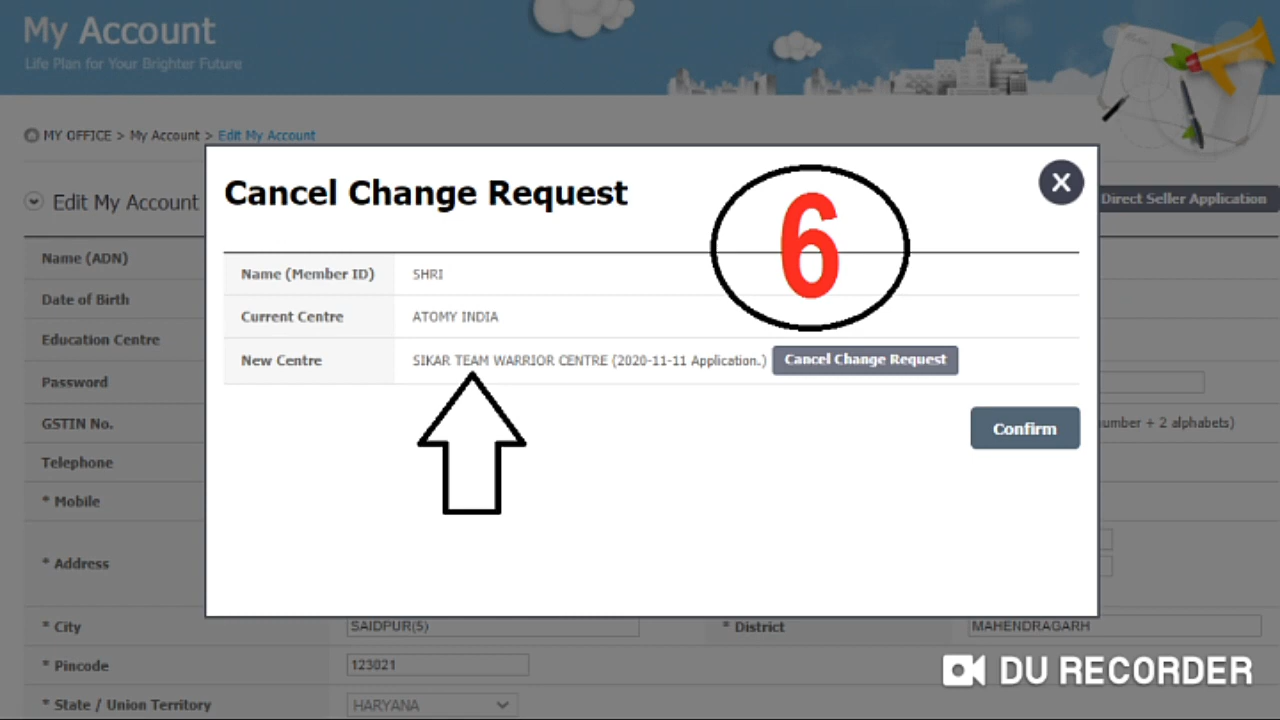 My Account
Life Plan for Your Brighter Future
MY OFFICE > My Account > Edit My Account
Edit My Account
Direct Seller Application
Cancel Change Request
6
X
Name (Member ID) SHRI
Current Centre ATOMY INDIA
New Centre SIKAR TEAM WARRIOR CENTRE (2020-11-11 Application.) Cancel Change Request
Confirm
Name (ADN)
Date of Birth
Education Centre
Password
GSTIN No. umber + 2 alphabets)
Telephone
* Mobile
* Address
* City SAIDPUR(5) * District MAHENDRAGARH
* Pincode 123021
* State / Union Territory HARYANA
DU RECORDER